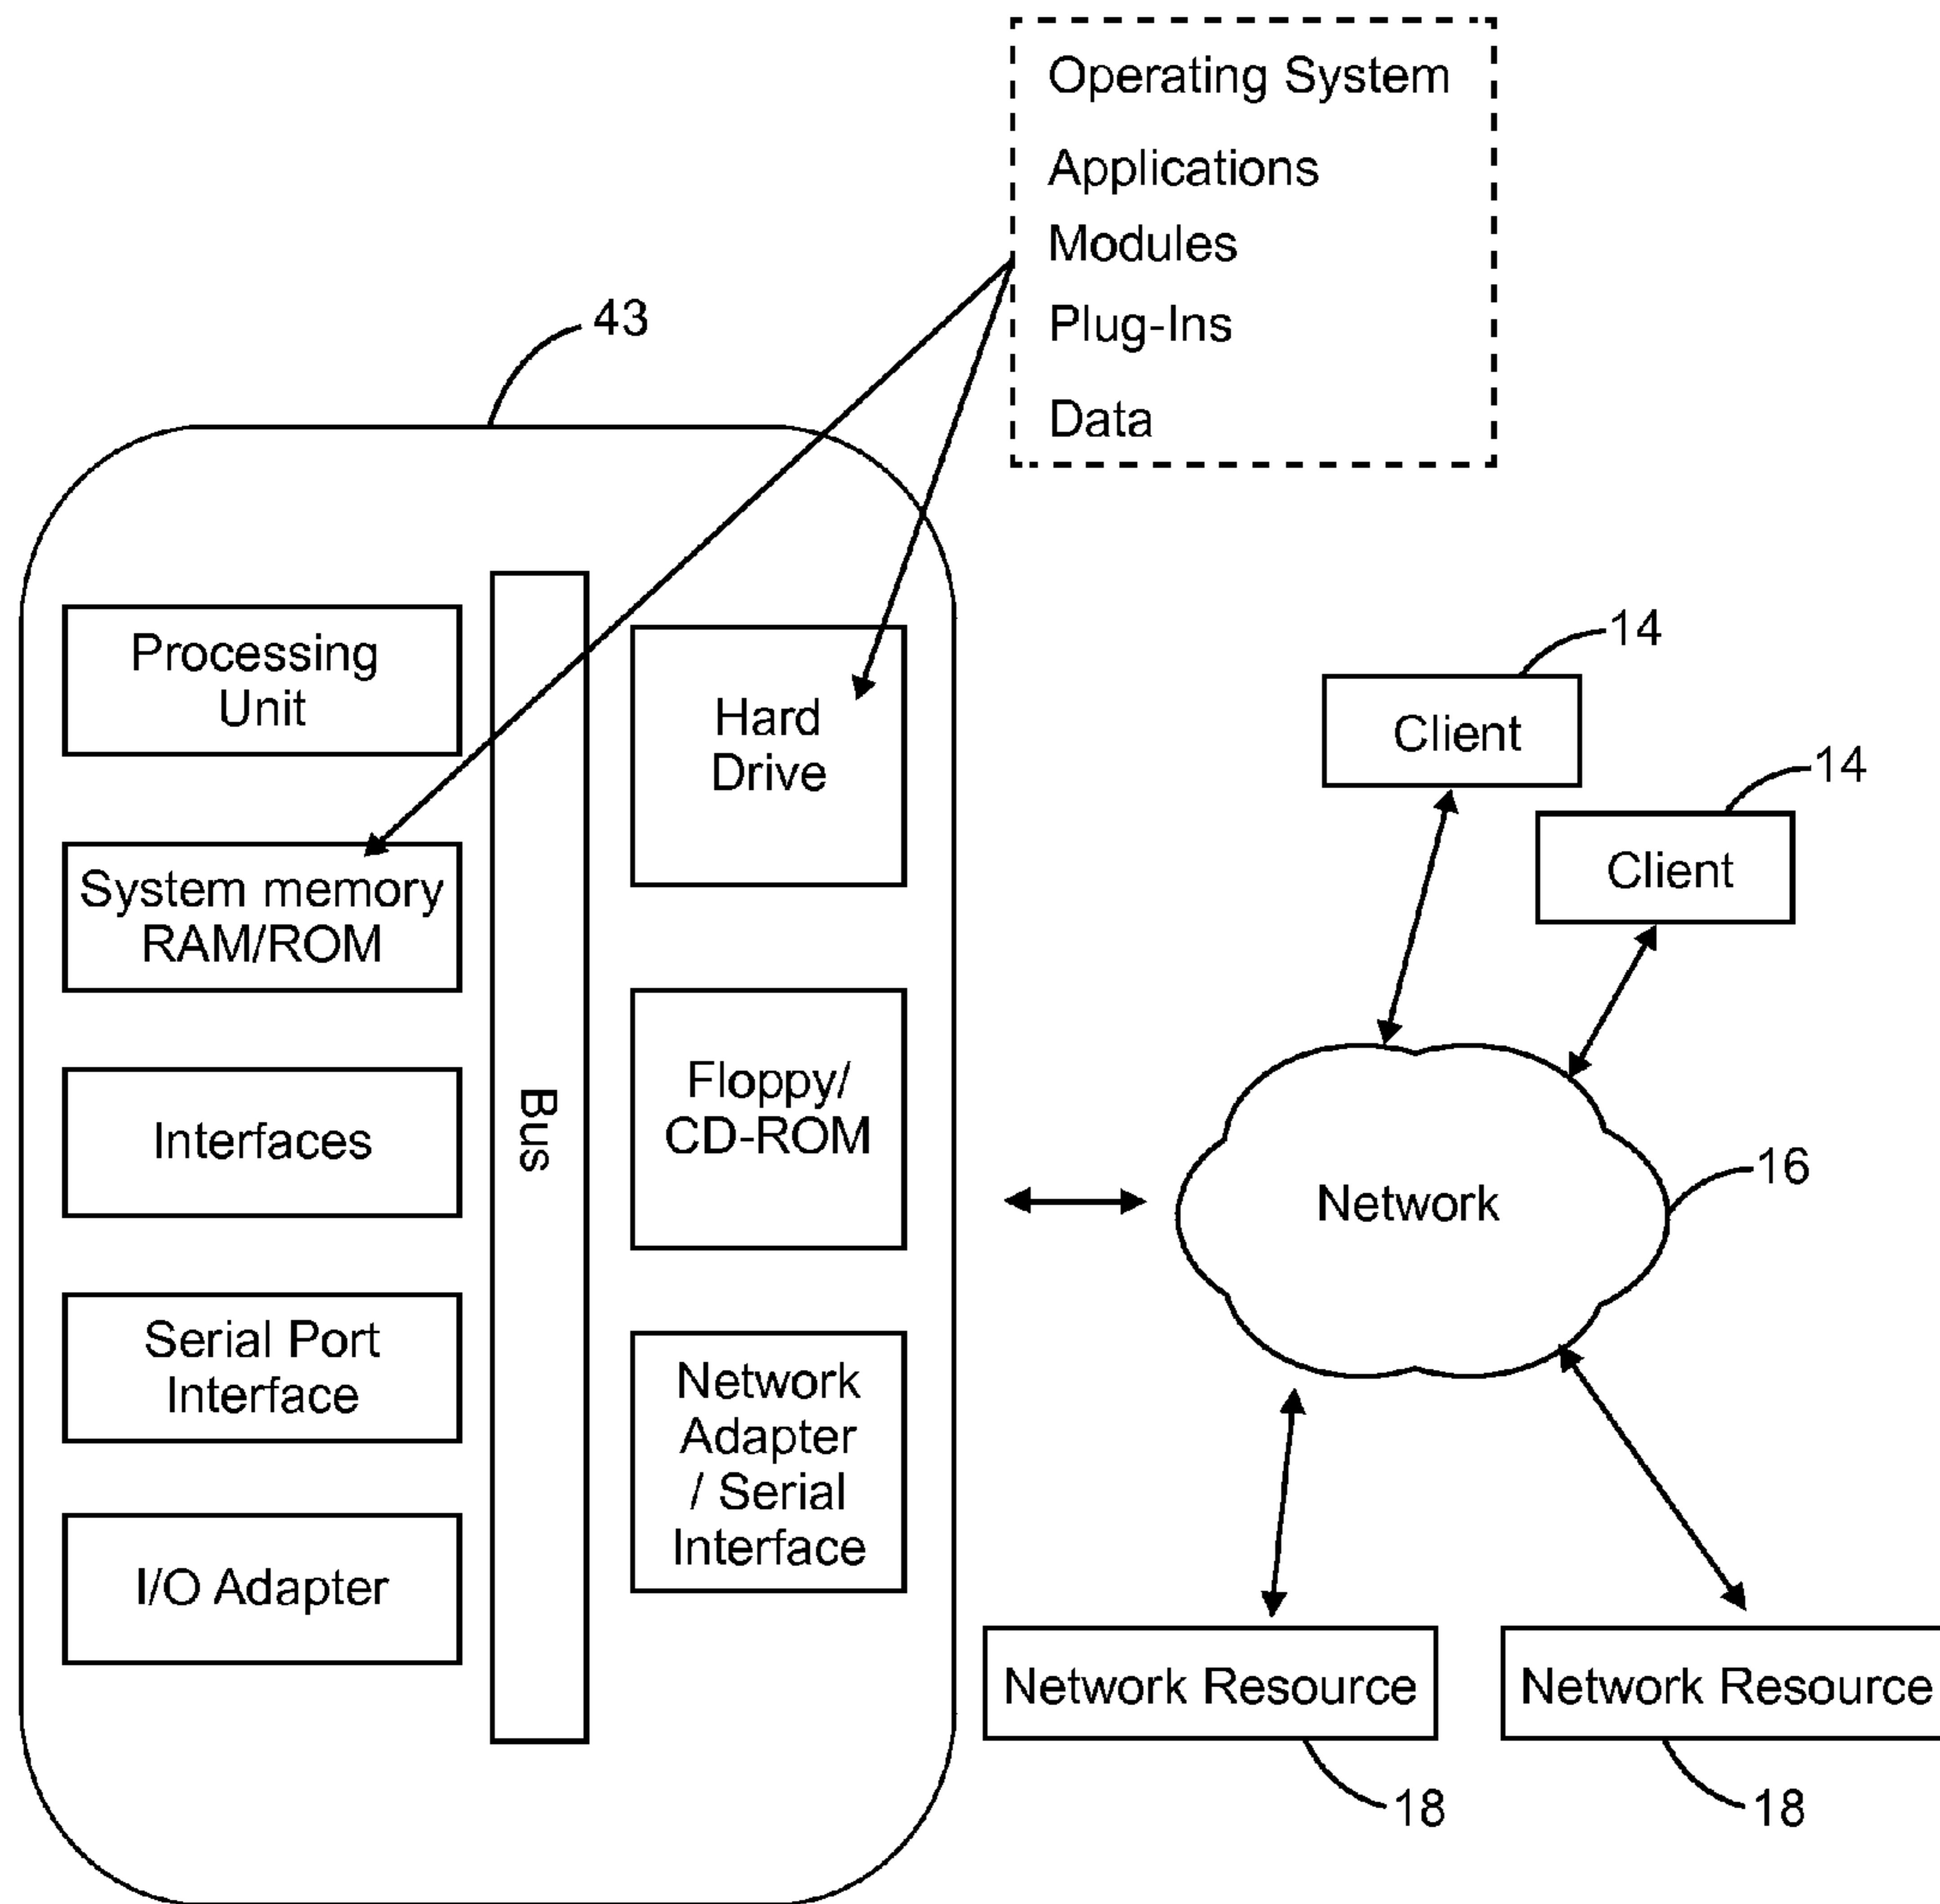 Operating System
Applications
Modules
Plug-Ins
Data
43
Processing
Unit
System memory
RAM/ROM
Interfaces
Serial Port
Interface
I/O Adapter
Bus
Hard
Drive
Floppy/
CD-ROM
Network
Adapter
/ Serial
Interface
14
Client
14
Client
Network
16
Network Resource
18
Network Resource
18